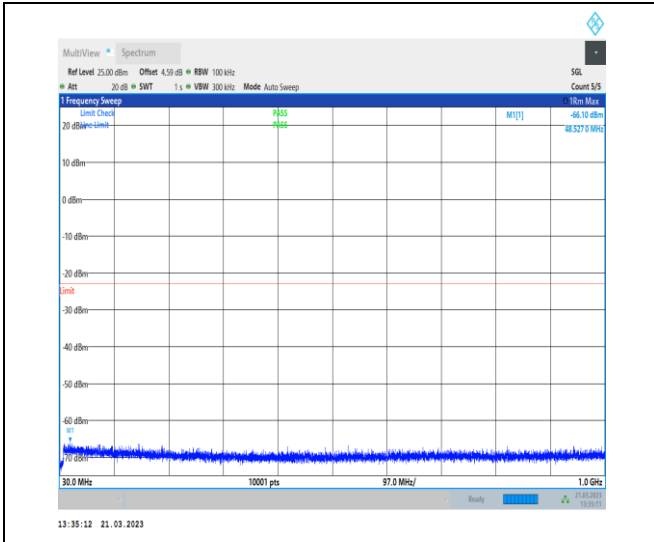 MultiView Spectrum
Ref Level 25.00 dBm Offset 4.59 dB RBW 100 kHz SGL
Att 20 dB SWT 1 s VBW 300 kHz Mode Auto Sweep Count 5/5
1 Frequency Sweep 1Rm Max
Limit Check PASS M1[1] -66.10 dBm
20 dBm Line Limit PASS 48.527 0 MHz
10 dBm
0 dBm
-10 dBm
-20 dBm
Limit
-30 dBm
-40 dBm
-50 dBm
-60 dBm
M1
-70 dBm
30.0 MHz 10001 pts 97.0 MHz/ 1.0 GHz
Ready 21.03.2023
13:35:11
13:35:12 21.03.2023